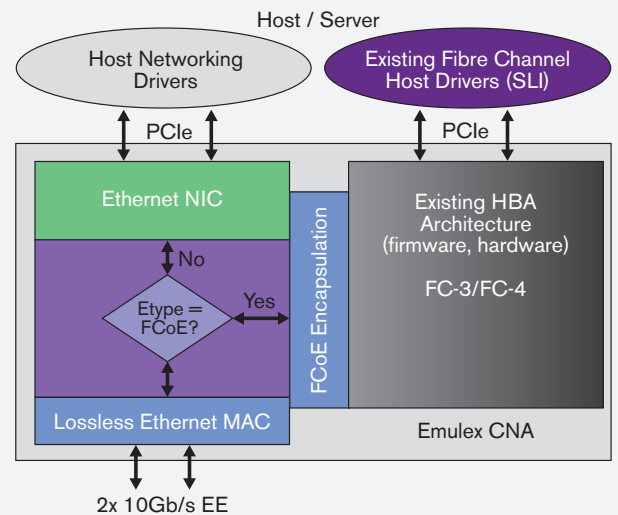 Host / Server
Host Networking
Drivers
Existing Fibre Channel
Host Drivers (SLI)
PCIe
PCIe
Ethernet NIC
No
Etype =
FCoE?
Yes
Lossless Ethernet MAC
FCoE Encapsulation
Existing HBA
Architecture
(firmware, hardware)
FC-3/FC-4
Emulex CNA
2x 10Gb/s EE